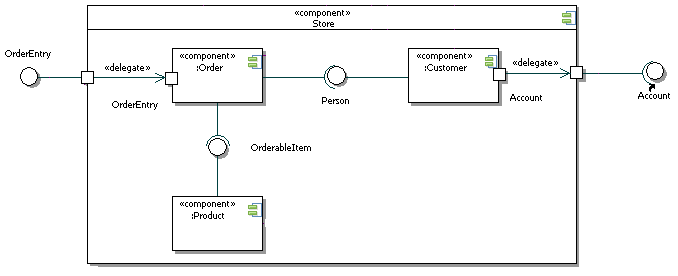 «component»
Store
OrderEntry
«delegate»
«component»
:Order
OrderEntry
Person
«component»
:Customer
«delegate»
Account
Account
OrderableItem
«component»
:Product